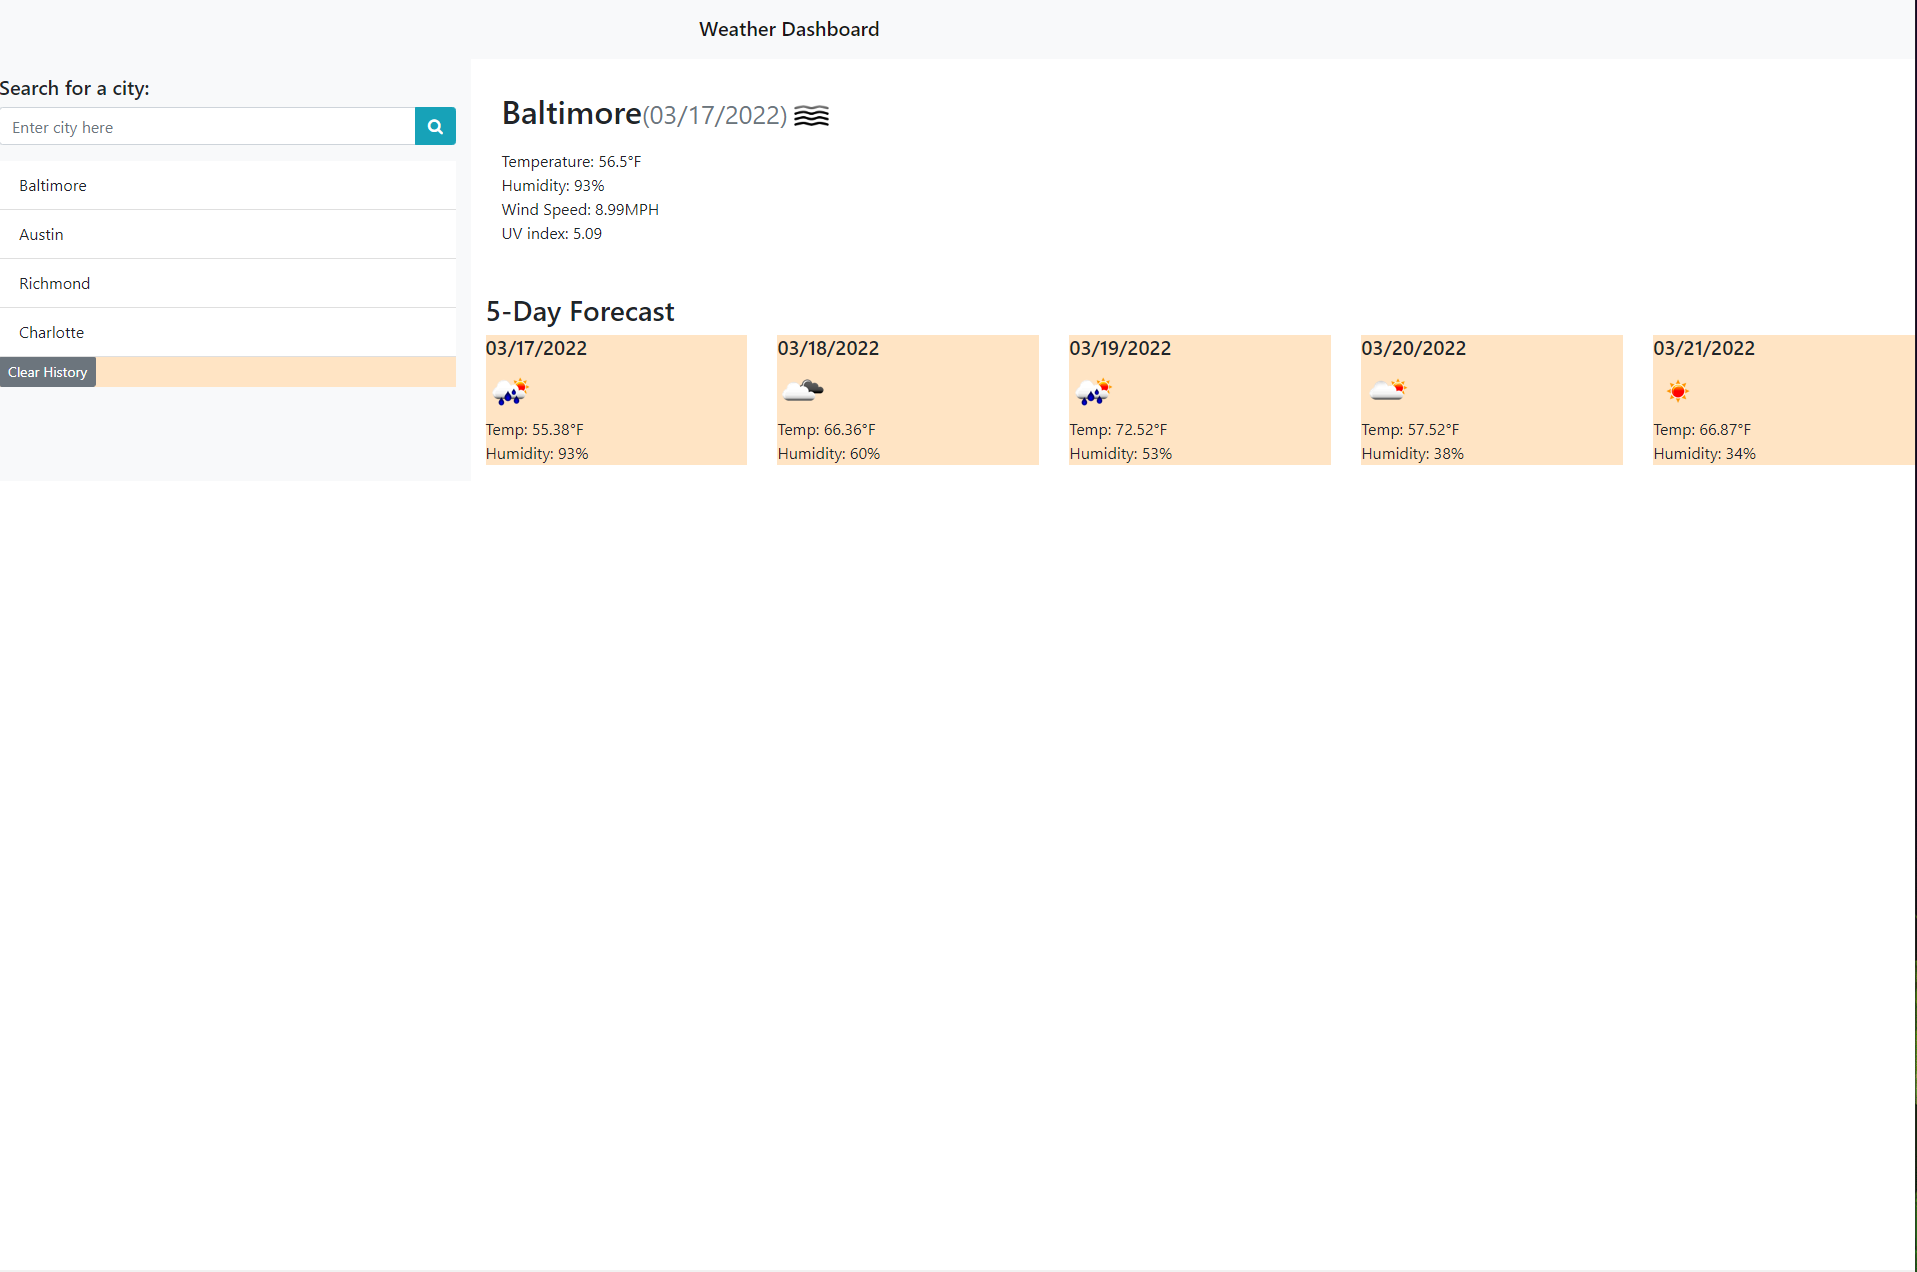 Weather Dashboard
Search for a city:
Enter city here
Baltimore
Austin
Richmond
Charlotte
Clear History
Baltimore(03/17/2022)
Temperature: 56.5°F
Humidity: 93%
Wind Speed: 8.99MPH
UV index: 5.09
5-Day Forecast
03/17/2022
Temp: 55.38°F
Humidity: 93%
03/18/2022
Temp: 66.36°F
Humidity: 60%
03/19/2022
Temp: 72.52°F
Humidity: 53%
03/20/2022
Temp: 57.52°F
Humidity: 38%
03/21/2022
Temp: 66.87°F
Humidity: 34%